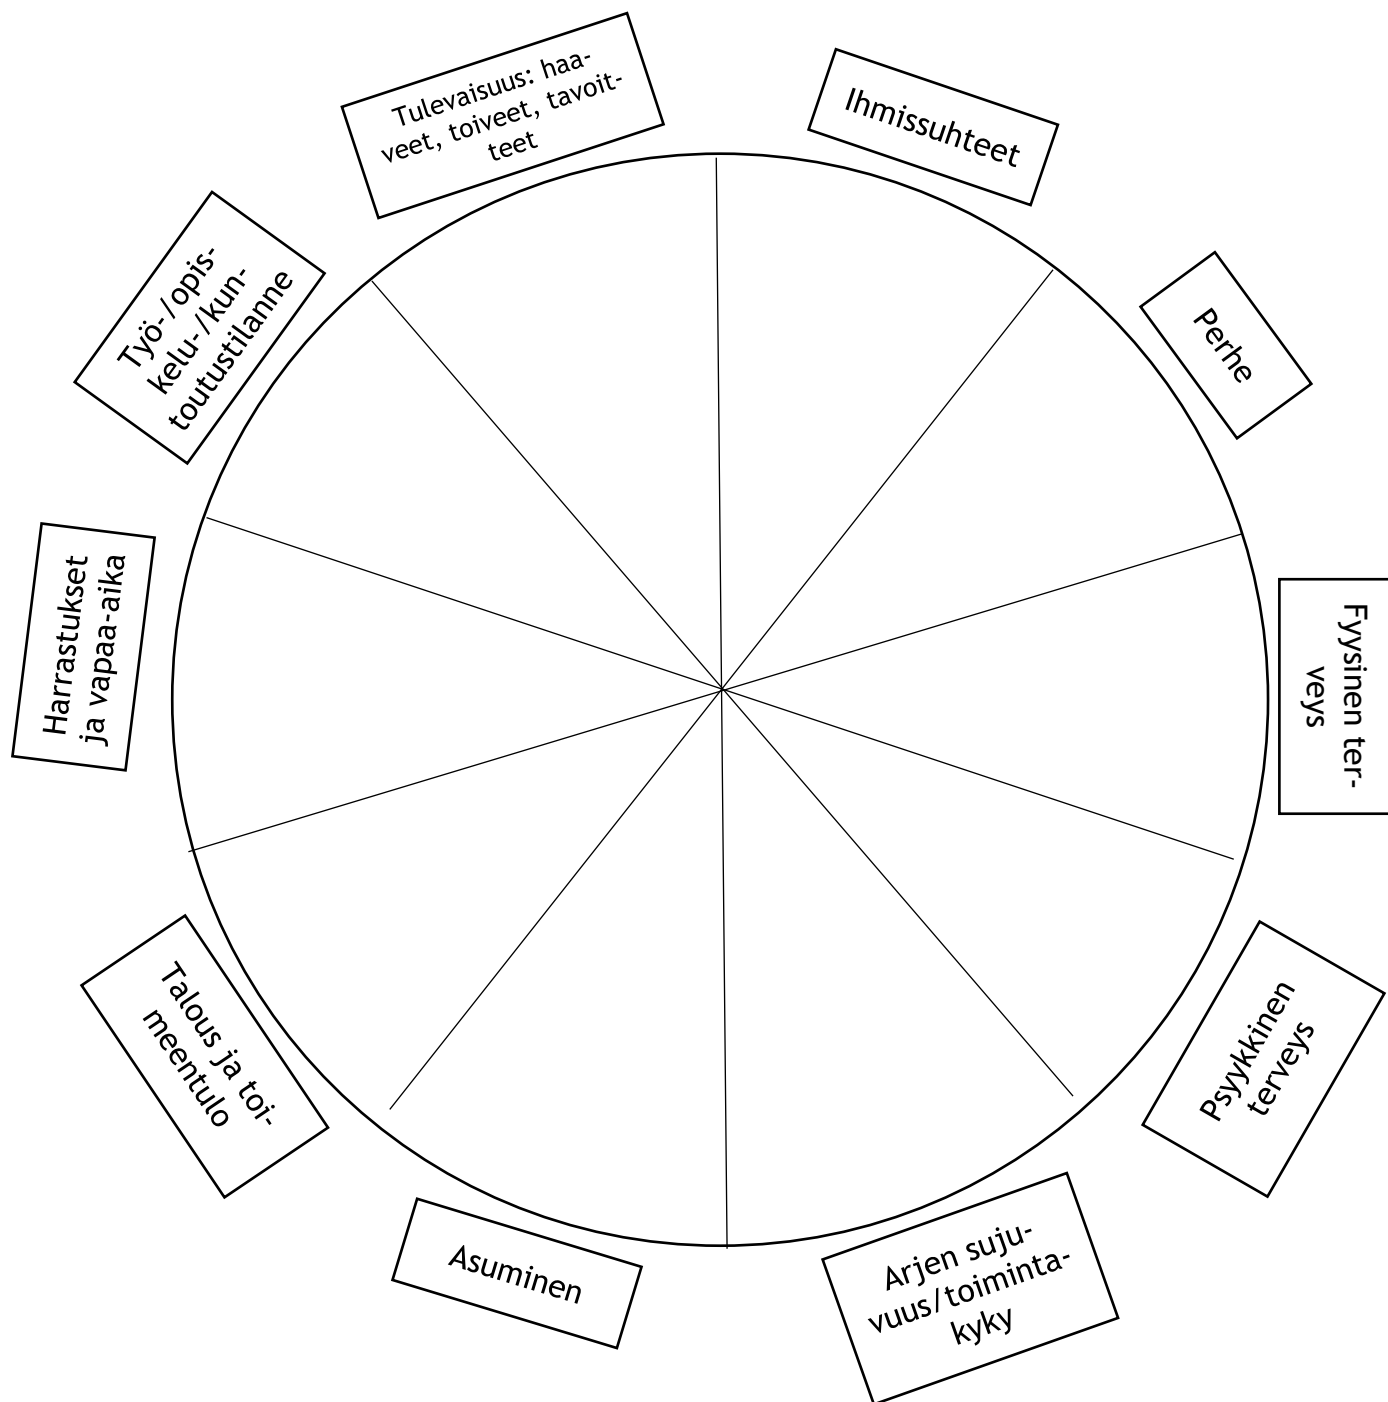 Tulevaisuus: haa-
veet, toiveet, tavoit-
teet
Ihmissuhteet
Perhe
Fyysinen ter-
veys
Psyykkinen
terveys
Arjen suju-
vuus/toiminta-
kyky
Asuminen
Talous ja toi-
meentulo
Harrastukset
ja vapaa-aika
Työ-/opis-
kelu-/kun-
toutustilanne